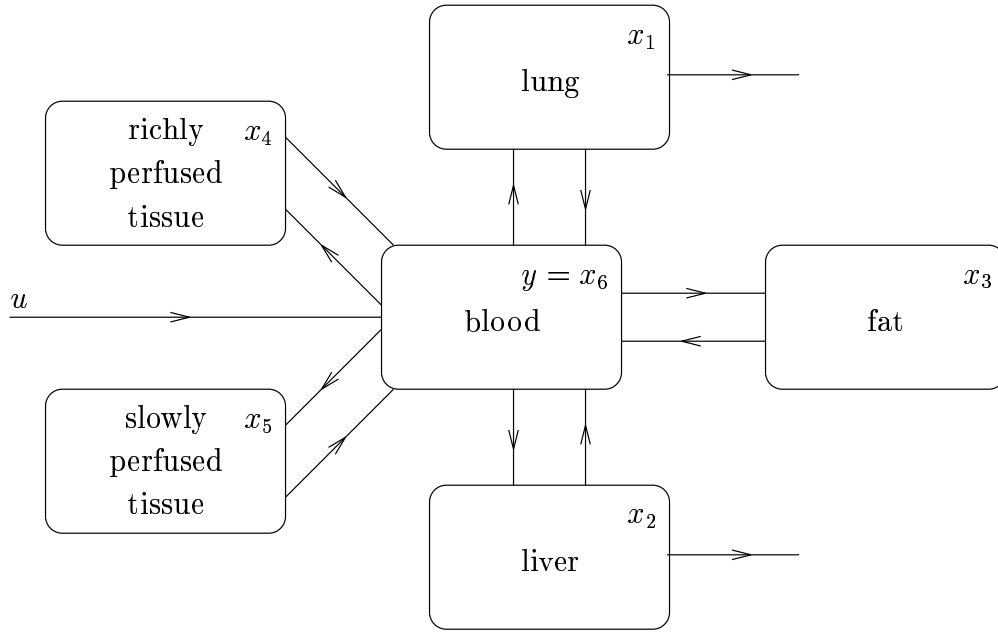 x₁
lung
richly x₄
perfused
tissue
y = x₆
blood
x₃
fat
u
slowly x₅
perfused
tissue
x₂
liver